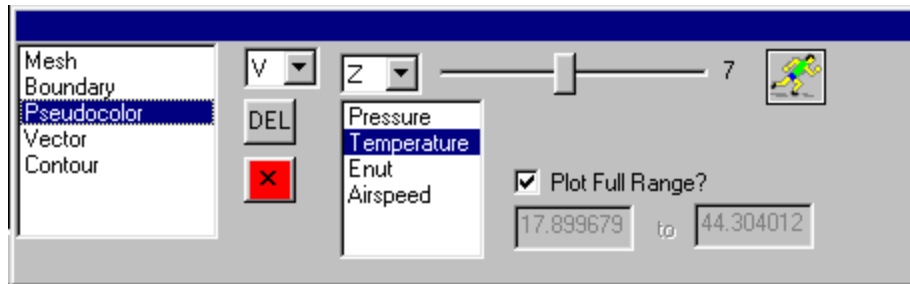 Mesh
Boundary
Pseudocolor
Vector
Contour
V
DEL
×
Z
7
Pressure
Temperature
Enut
Airspeed
Plot Full Range?
17.899679 to 44.304012